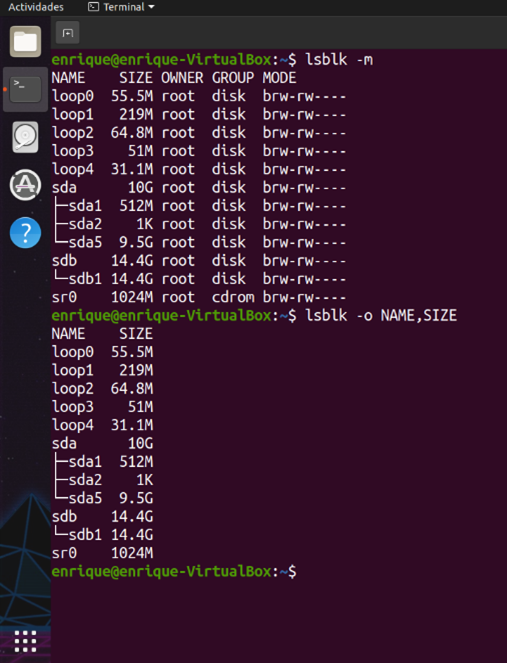 Actividades Terminal
enrique@enrique-VirtualBox:~$ lsblk -m
NAME    SIZE OWNER GROUP MODE
loop0  55.5M root  disk  brw-rw----
loop1   219M root  disk  brw-rw----
loop2  64.8M root  disk  brw-rw----
loop3    51M root  disk  brw-rw----
loop4  31.1M root  disk  brw-rw----
sda      10G root  disk  brw-rw----
├─sda1  512M root  disk  brw-rw----
├─sda2    1K root  disk  brw-rw----
└─sda5  9.5G root  disk  brw-rw----
sdb    14.4G root  disk  brw-rw----
└─sdb1 14.4G root  disk  brw-rw----
sr0    1024M root  cdrom brw-rw----
enrique@enrique-VirtualBox:~$ lsblk -o NAME,SIZE
NAME    SIZE
loop0  55.5M
loop1   219M
loop2  64.8M
loop3    51M
loop4  31.1M
sda      10G
├─sda1  512M
├─sda2    1K
└─sda5  9.5G
sdb    14.4G
└─sdb1 14.4G
sr0    1024M
enrique@enrique-VirtualBox:~$